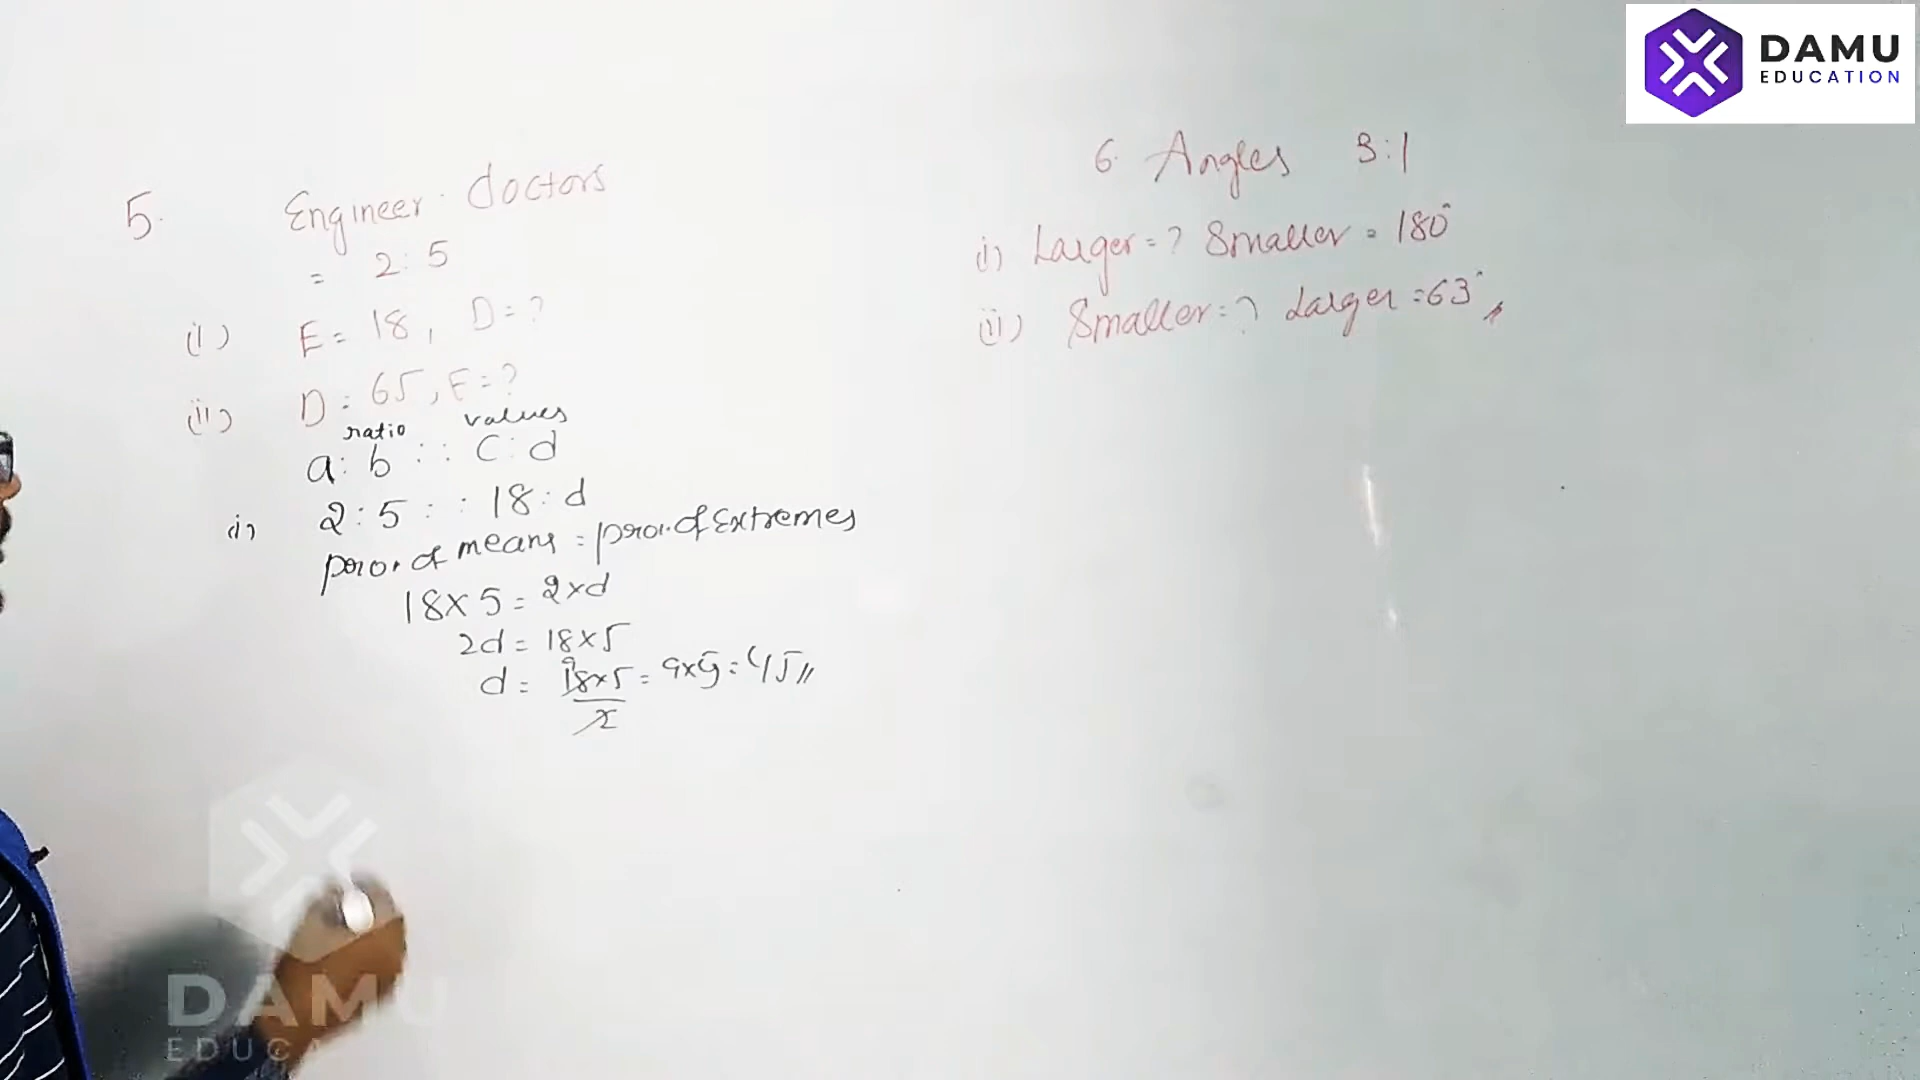 DAMU
EDUCATION
5. Engineer doctors
= 2:5
(i) E = 18, D = ?
(ii) D = 65, E = ?
ratio values
a : b :: c : d
(i) 2 : 5 :: 18 : d
pro. of means = pro. of Extremes
18 × 5 = 2 × d
2d = 18 × 5
9
d = 18×5 = 9×5 = 45//
2
6. Angles 3:1
i) Larger = ? Smaller = 180°
ii) Smaller = ? Larger = 63°
DAMU
EDUCA